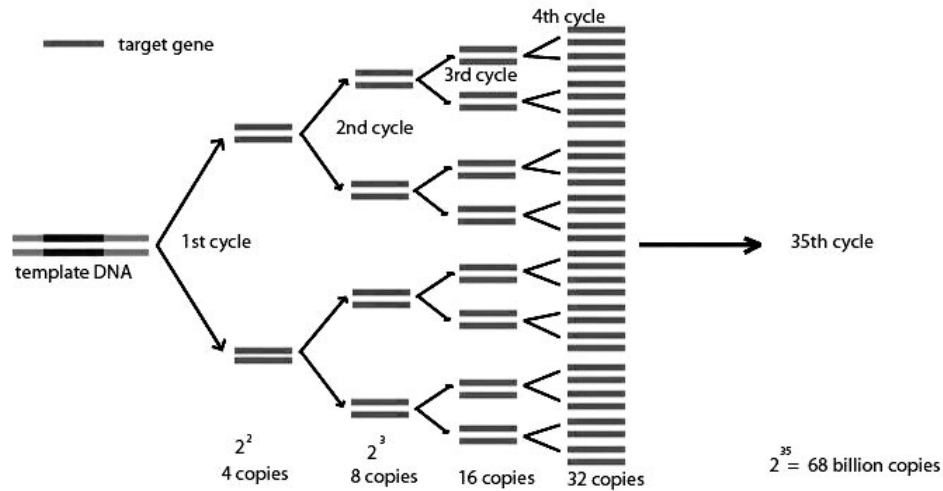 4th cycle
target gene
3rd cycle
2nd cycle
1st cycle
35th cycle
template DNA
2² 2³ 2³⁵ = 68 billion copies
4 copies 8 copies 16 copies 32 copies